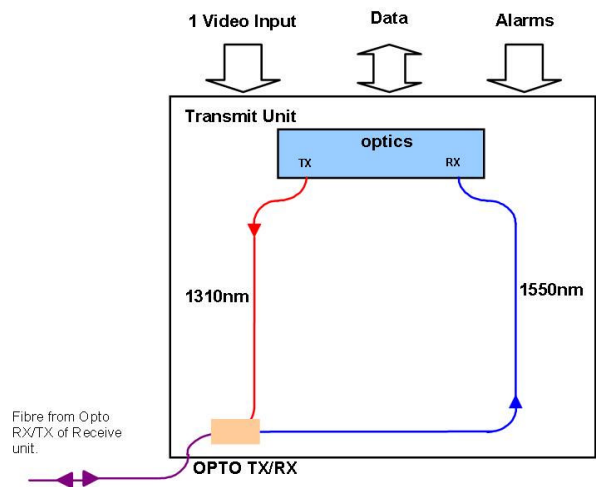 1 Video Input
Data
Alarms
Transmit Unit
optics
TX
RX
1310nm
1550nm
Fibre from Opto
RX/TX of Receive
unit.
OPTO TX/RX